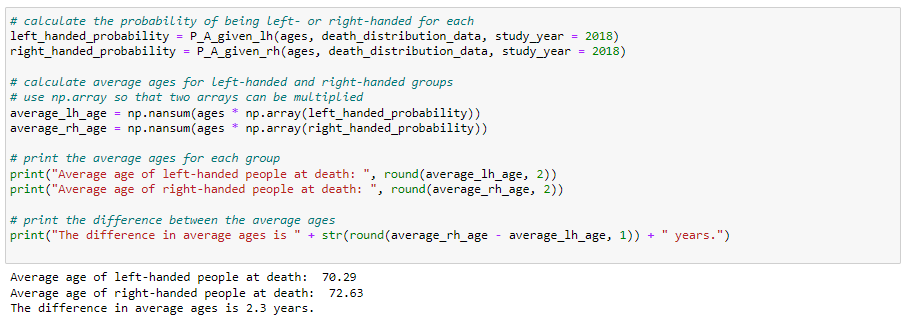 # calculate the probability of being left- or right-handed for each
left_handed_probability = P_A_given_lh(ages, death_distribution_data, study_year = 2018)
right_handed_probability = P_A_given_rh(ages, death_distribution_data, study_year = 2018)
# calculate average ages for left-handed and right-handed groups
# use np.array so that two arrays can be multiplied
average_lh_age = np.nansum(ages * np.array(left_handed_probability))
average_rh_age = np.nansum(ages * np.array(right_handed_probability))
# print the average ages for each group
print("Average age of left-handed people at death: ", round(average_lh_age, 2))
print("Average age of right-handed people at death: ", round(average_rh_age, 2))
# print the difference between the average ages
print("The difference in average ages is " + str(round(average_rh_age - average_lh_age, 1)) + " years.")
Average age of left-handed people at death:  70.29
Average age of right-handed people at death:  72.63
The difference in average ages is 2.3 years.